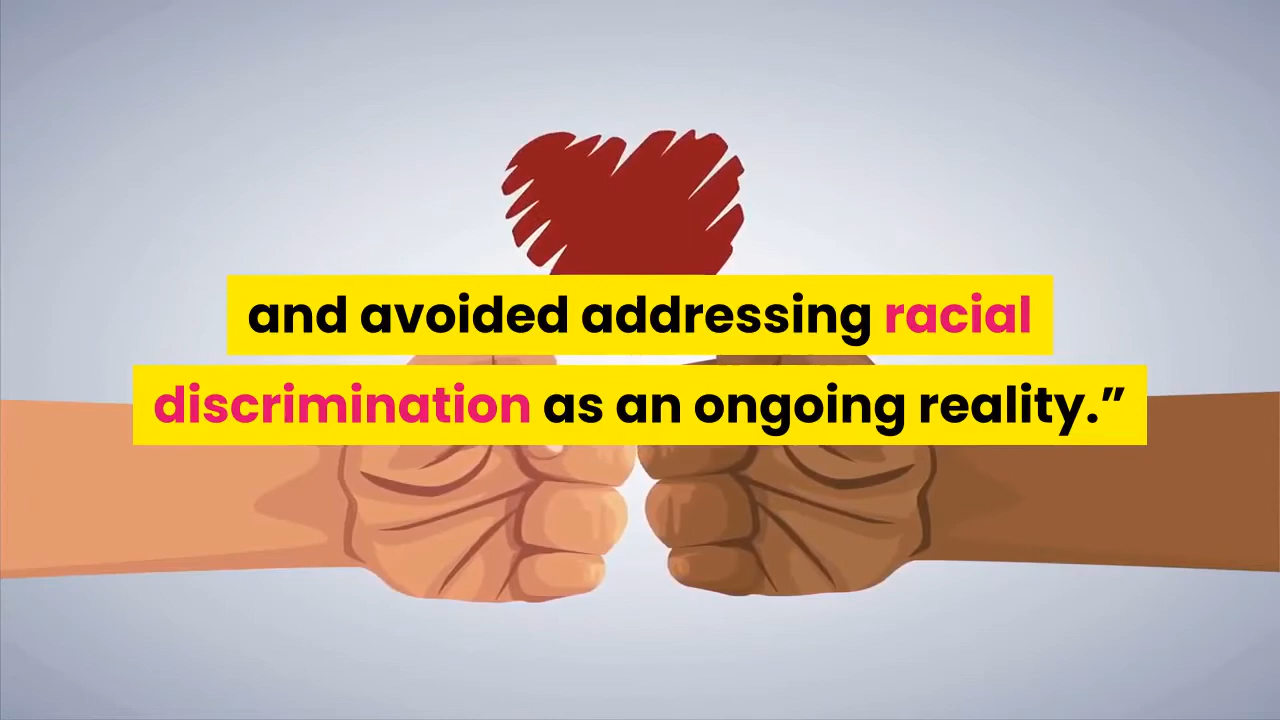 and avoided addressing racial
discrimination as an ongoing reality.”